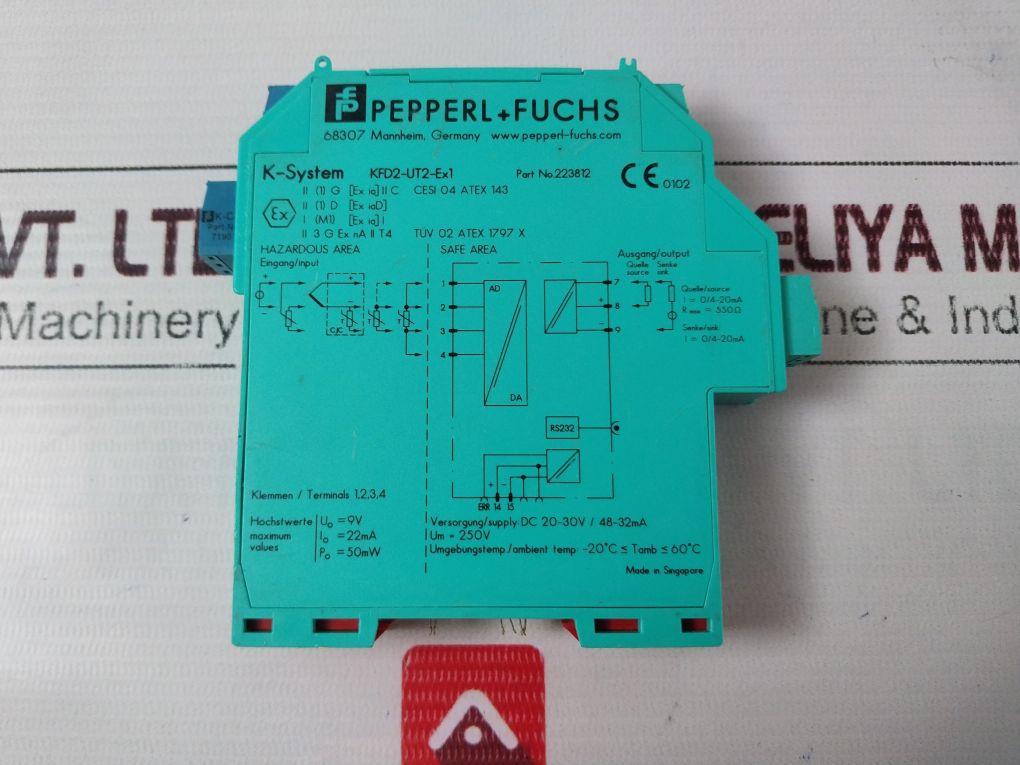 PEPPERL+FUCHS
68307 Mannheim, Germany www.pepperl-fuchs.com
K-System KFD2-UT2-Ex1 Part No.223812 CE 0102
II (1) G [Ex ia] II C CESI 04 ATEX 143
II (1) D [Ex iaD]
I (M1) [Ex ia] I
II 3 G Ex nA II T4 TÜV 02 ATEX 1797 X
Ex
K-C
Part.N
7190
VT. LT
ELIYA M
Machinery
ne & Ind
HAZARDOUS AREA SAFE AREA
Eingang/input
Ausgang/output
Quelle Senke
source sink
Quelle/source:
I = 0/4-20mA
R max = 550Ω
Senke/sink:
I = 0/4-20mA
+ + 1 AD 7
- - 2 + 8
T T T 3 - 9
CJC 4
DA
RS232
+ -
ERR 14 15
Klemmen / Terminals 1,2,3,4
Hochstwerte Uo = 9V
maximum Io = 22mA
values Po = 50mW
Versorgung/supply: DC 20-30V / 48-32mA
Um = 250V
Umgebungstemp./ambient temp: -20°C ≤ Tamb ≤ 60°C
Made in Singapore